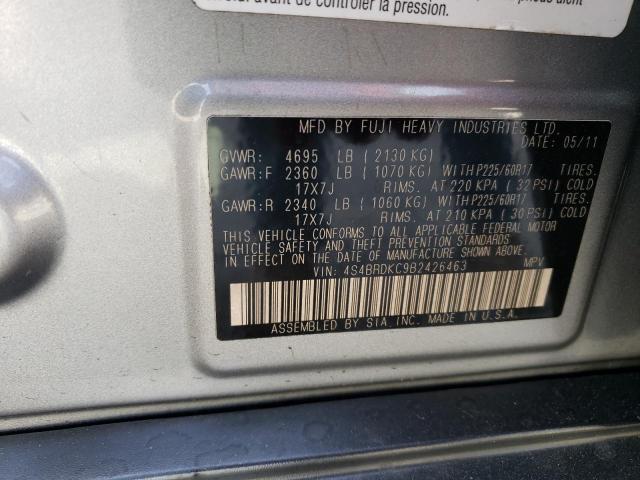 avant de contrôler la pression.
MFD BY FUJI HEAVY INDUSTRIES LTD.
DATE: 05/11
GVWR: 4695 LB (2130 KG)
GAWR:F 2360 LB (1070 KG) WITH P225/60R17 TIRES.
17X7J RIMS. AT 220 KPA (32 PSI) COLD
GAWR:R 2340 LB (1060 KG) WITH P225/60R17 TIRES.
17X7J RIMS. AT 210 KPA (30 PSI) COLD
THIS VEHICLE CONFORMS TO ALL APPLICABLE FEDERAL MOTOR
VEHICLE SAFETY AND THEFT PREVENTION STANDARDS
IN EFFECT ON THE DATE OF MANUFACTURE SHOWN ABOVE.
VIN: 4S4BRDKC9B2426463 MPV
ASSEMBLED BY SIA, INC. MADE IN U.S.A.